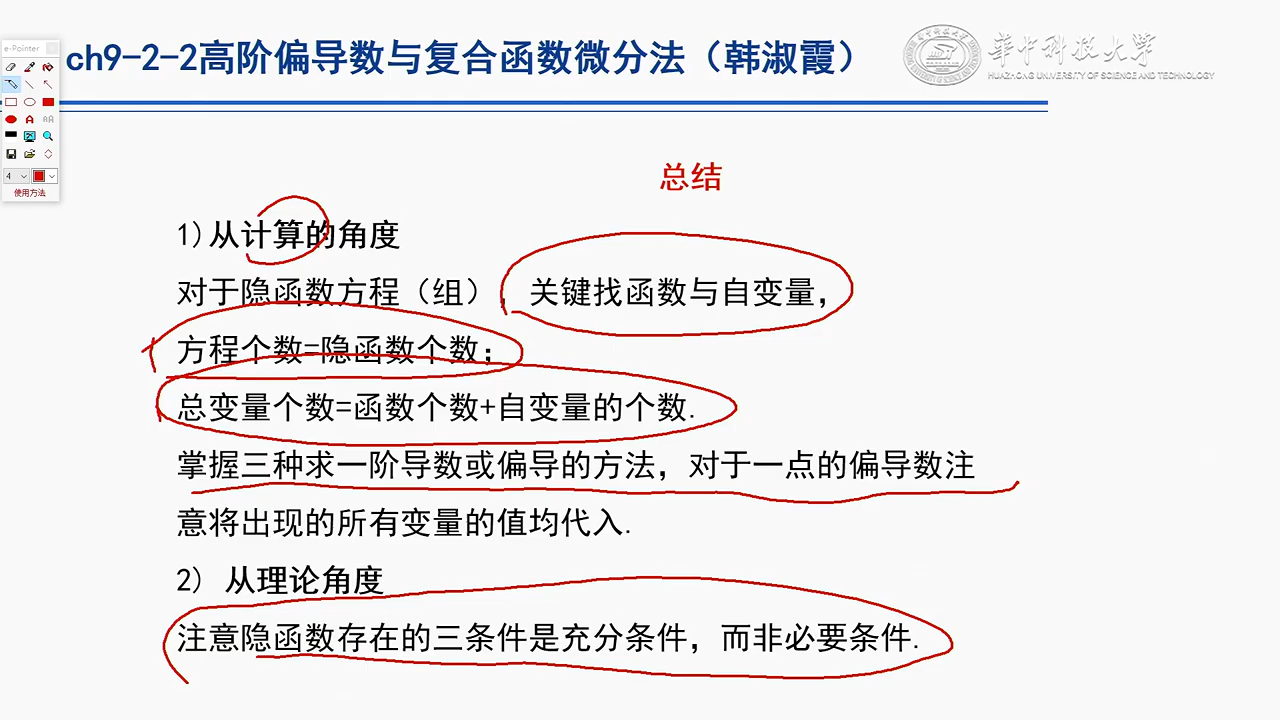 e-Pointer
ch9-2-2高阶偏导数与复合函数微分法（韩淑霞）
华中科技大学
HUAZHONG UNIVERSITY OF SCIENCE AND TECHNOLOGY
A AA
4
使用方法
总结
1)从计算的角度
对于隐函数方程（组），关键找函数与自变量，
方程个数=隐函数个数；
总变量个数=函数个数+自变量的个数.
掌握三种求一阶导数或偏导的方法，对于一点的偏导数注
意将出现的所有变量的值均代入.
2) 从理论角度
注意隐函数存在的三条件是充分条件，而非必要条件.